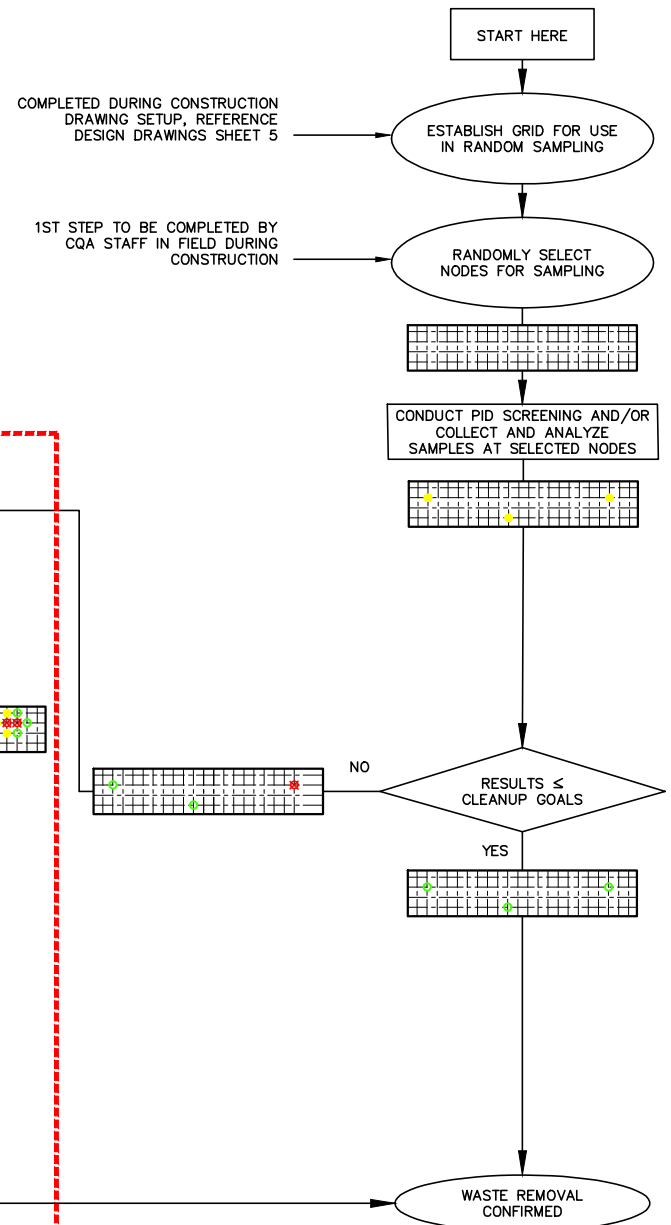 START HERE
COMPLETED DURING CONSTRUCTION
DRAWING SETUP, REFERENCE
DESIGN DRAWINGS SHEET 5
ESTABLISH GRID FOR USE
IN RANDOM SAMPLING
1ST STEP TO BE COMPLETED BY
CQA STAFF IN FIELD DURING
CONSTRUCTION
RANDOMLY SELECT
NODES FOR SAMPLING
CONDUCT PID SCREENING AND/OR
COLLECT AND ANALYZE
SAMPLES AT SELECTED NODES
NO
RESULTS ≤
CLEANUP GOALS
YES
WASTE REMOVAL
CONFIRMED